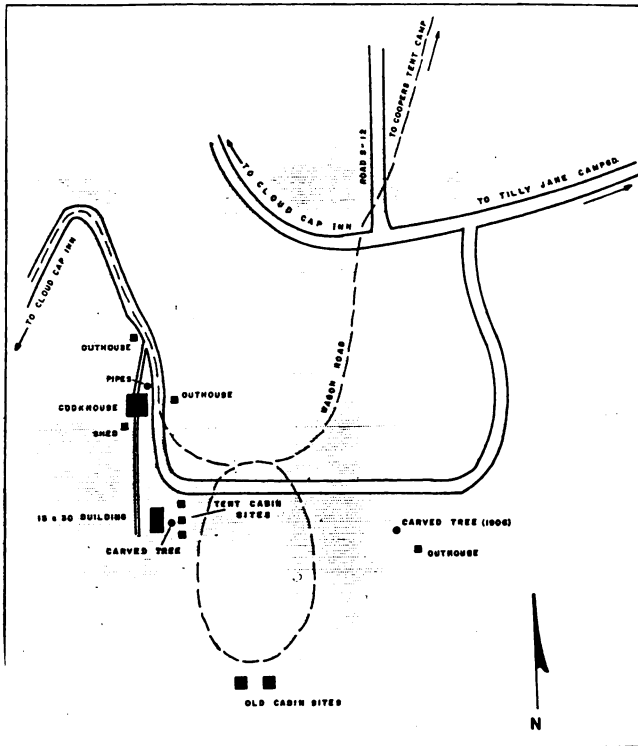 TO COOPERS TENT CAMP
ROAD S-12
TO CLOUD CAP INN
TO TILLY JANE CAMPGD.
TO CLOUD CAP INN
OUTHOUSE
PIPES
OUTHOUSE
COOKHOUSE
WAGON ROAD
SHED
15 x 30 BUILDING
TENT CABIN
SITES
CARVED TREE
CARVED TREE (1906)
OUTHOUSE
OLD CABIN SITES
N